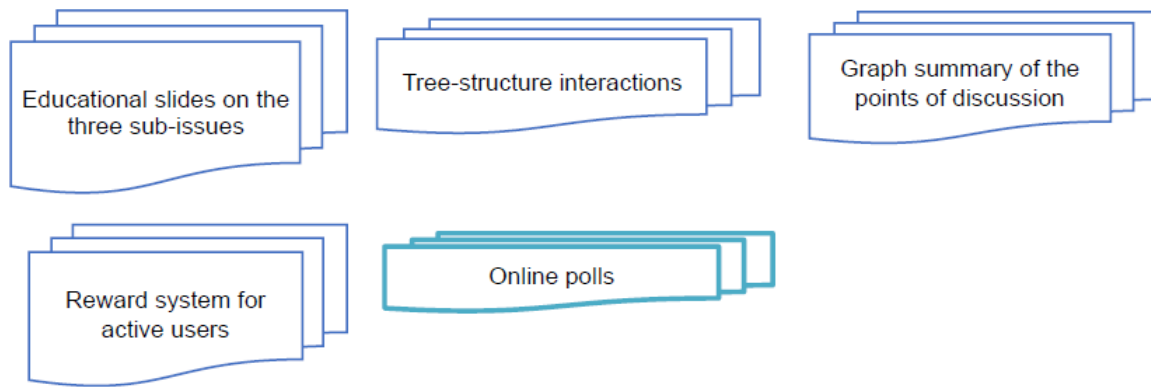 Educational slides on the
three sub-issues
Tree-structure interactions
Graph summary of the
points of discussion
Reward system for
active users
Online polls